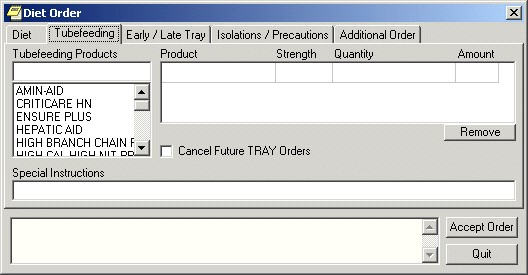 Diet Order
Diet Tubefeeding Early / Late Tray Isolations / Precautions Additional Order
Tubefeeding Products
Product Strength Quantity Amount
AMIN-AID
CRITICARE HN
ENSURE PLUS
HEPATIC AID
HIGH BRANCH CHAIN
HIGH CAL HIGH NIT
Remove
Cancel Future TRAY Orders
Special Instructions
Accept Order
Quit